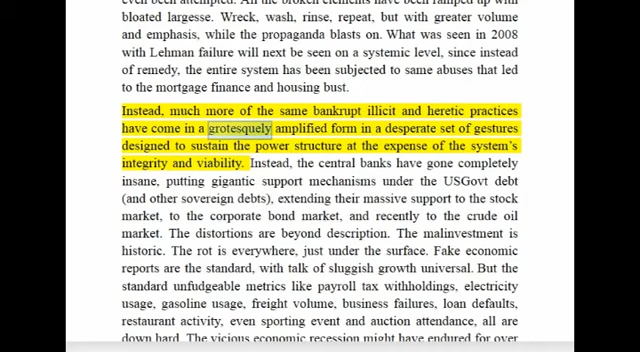 even been attempted. All the broken elements have been ramped up with
bloated largesse. Wreck, wash, rinse, repeat, but with greater volume
and emphasis, while the propaganda blasts on. What was seen in 2008
with Lehman failure will next be seen on a systemic level, since instead
of remedy, the entire system has been subjected to same abuses that led
to the mortgage finance and housing bust.
Instead, much more of the same bankrupt illicit and heretic practices
have come in a grotesquely amplified form in a desperate set of gestures
designed to sustain the power structure at the expense of the system's
integrity and viability. Instead, the central banks have gone completely
insane, putting gigantic support mechanisms under the USGovt debt
(and other sovereign debts), extending their massive support to the stock
market, to the corporate bond market, and recently to the crude oil
market. The distortions are beyond description. The malinvestment is
historic. The rot is everywhere, just under the surface. Fake economic
reports are the standard, with talk of sluggish growth universal. But the
standard unfudgeable metrics like payroll tax withholdings, electricity
usage, gasoline usage, freight volume, business failures, loan defaults,
restaurant activity, even sporting event and auction attendance, all are
down hard. The vicious economic recession might have endured for over